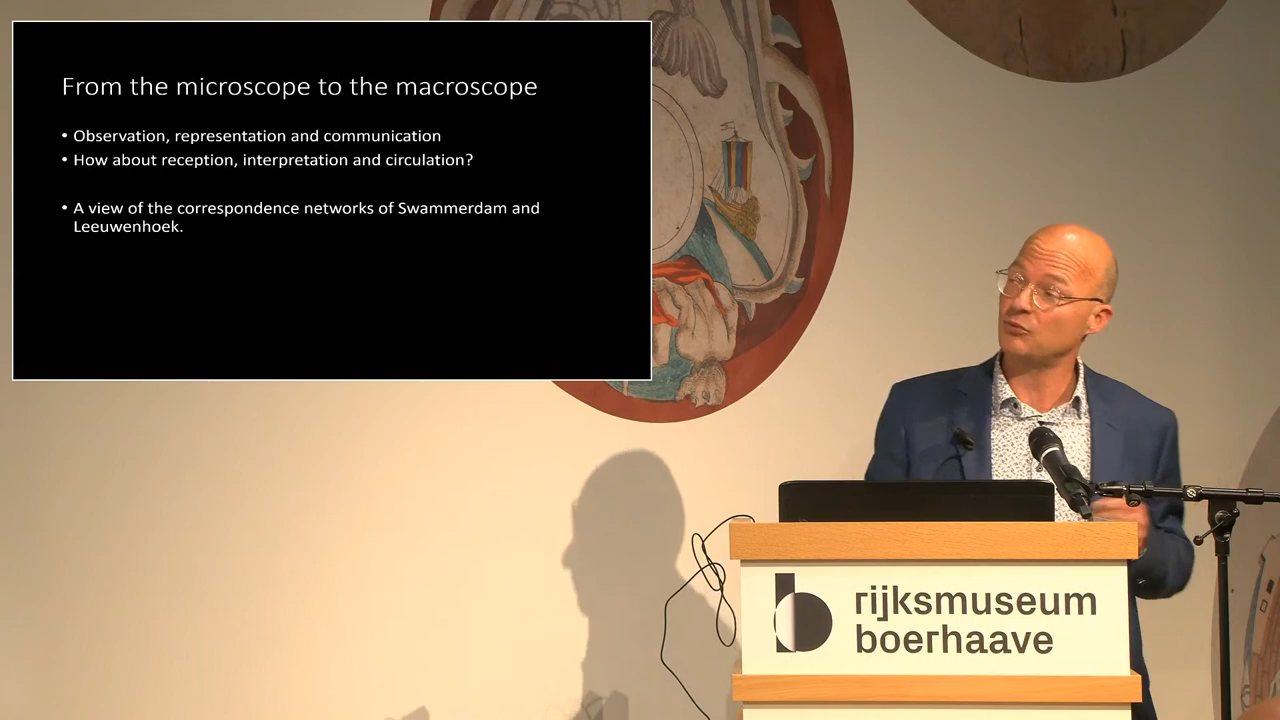 From the microscope to the macroscope
• Observation, representation and communication
• How about reception, interpretation and circulation?
• A view of the correspondence networks of Swammerdam and
Leeuwenhoek.
rijksmuseum
boerhaave